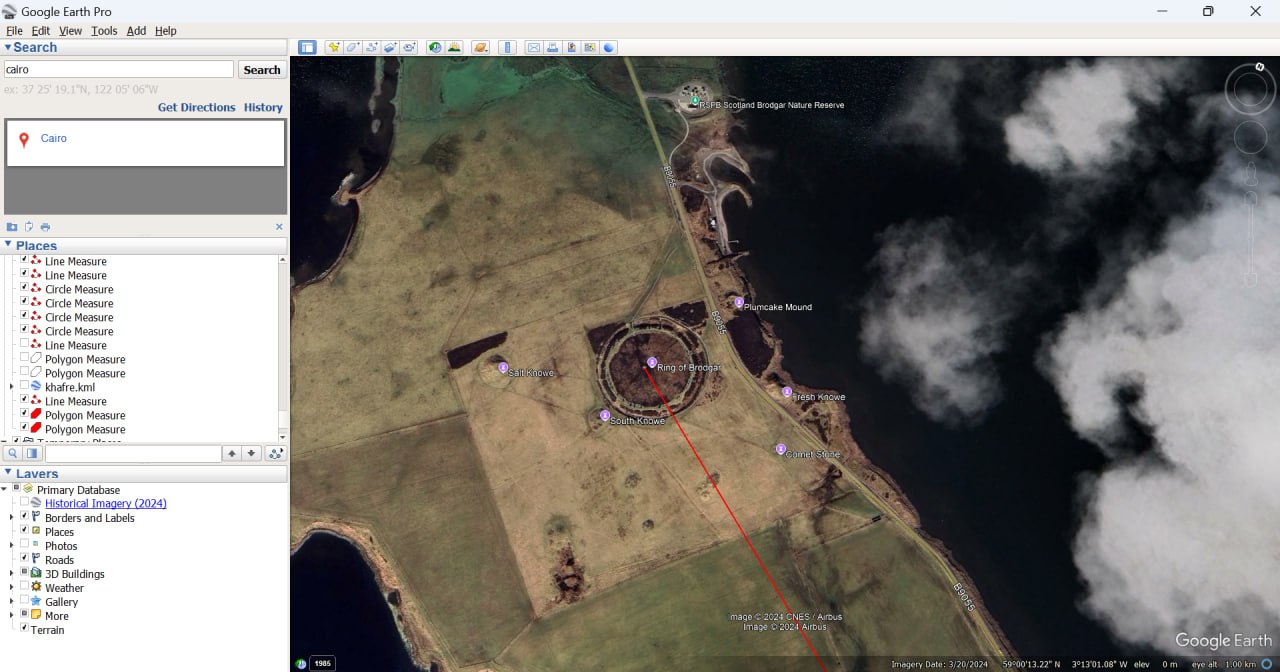 Google Earth Pro
File Edit View Tools Add Help
Search
cairo
Search
ex: 37 25' 19.1"N, 122 05' 06"W
Get Directions History
Cairo
Places
Line Measure
Line Measure
Circle Measure
Circle Measure
Circle Measure
Circle Measure
Line Measure
Polygon Measure
Polygon Measure
khafre.kml
Line Measure
Polygon Measure
Polygon Measure
Layers
Primary Database
Historical Imagery (2024)
Borders and Labels
Places
Photos
Roads
3D Buildings
Weather
Gallery
More
Terrain
N
RSPB Scotland Brodgar Nature Reserve
B9055
Plumcake Mound
B9055
Ring of Brodgar
Salt Knowe
Fresh Knowe
South Knowe
Comet Stone
B9055
Image © 2024 CNES / Airbus
Image © 2024 Airbus
Google Earth
1985
Imagery Date: 3/20/2024 59°00'13.22" N 3°13'01.08" W elev 0 m eye alt 1.00 km